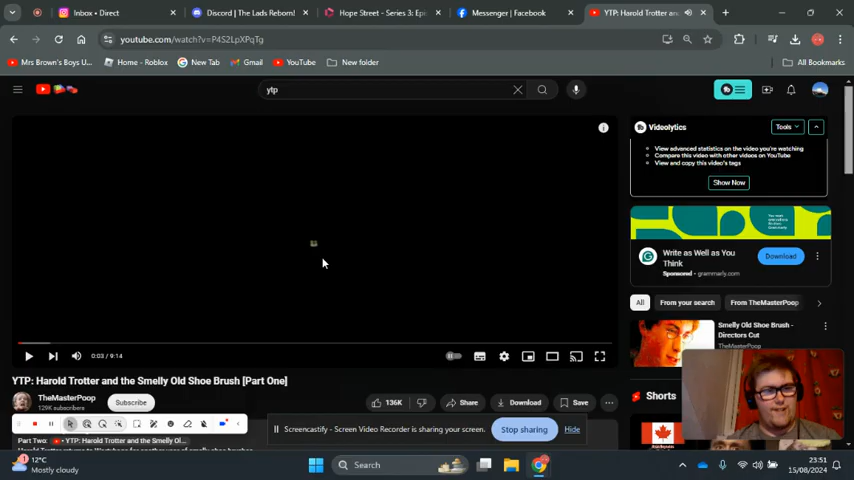 Inbox • Direct
Discord | The Lads Reborn!
Hope Street - Series 3: Epi
Messenger | Facebook
YTP: Harold Trotter and
youtube.com/watch?v=P4S2LpXPqTg
Mrs Brown's Boys U...
Home - Roblox
New Tab
Gmail
YouTube
New folder
All Bookmarks
ytp
Videolytics
Tools
View advanced statistics on the video you're watching
Compare this video with other videos on YouTube
View and copy this video's tags
Show Now
Write as Well as You
Think
Sponsored • grammarly.com
Download
All
From your search
From TheMasterPoop
Smelly Old Shoe Brush -
Directors Cut
TheMasterPoop
Shorts
0:03 / 9:14
YTP: Harold Trotter and the Smelly Old Shoe Brush [Part One]
TheMasterPoop
129K subscribers
Subscribe
136K
Share
Download
Save
Part Two:
YTP: Harold Trotter and the Smelly Ol...
Screencastify - Screen Video Recorder is sharing your screen.
Stop sharing
Hide
12°C
Mostly cloudy
Search
23:51
15/08/2024